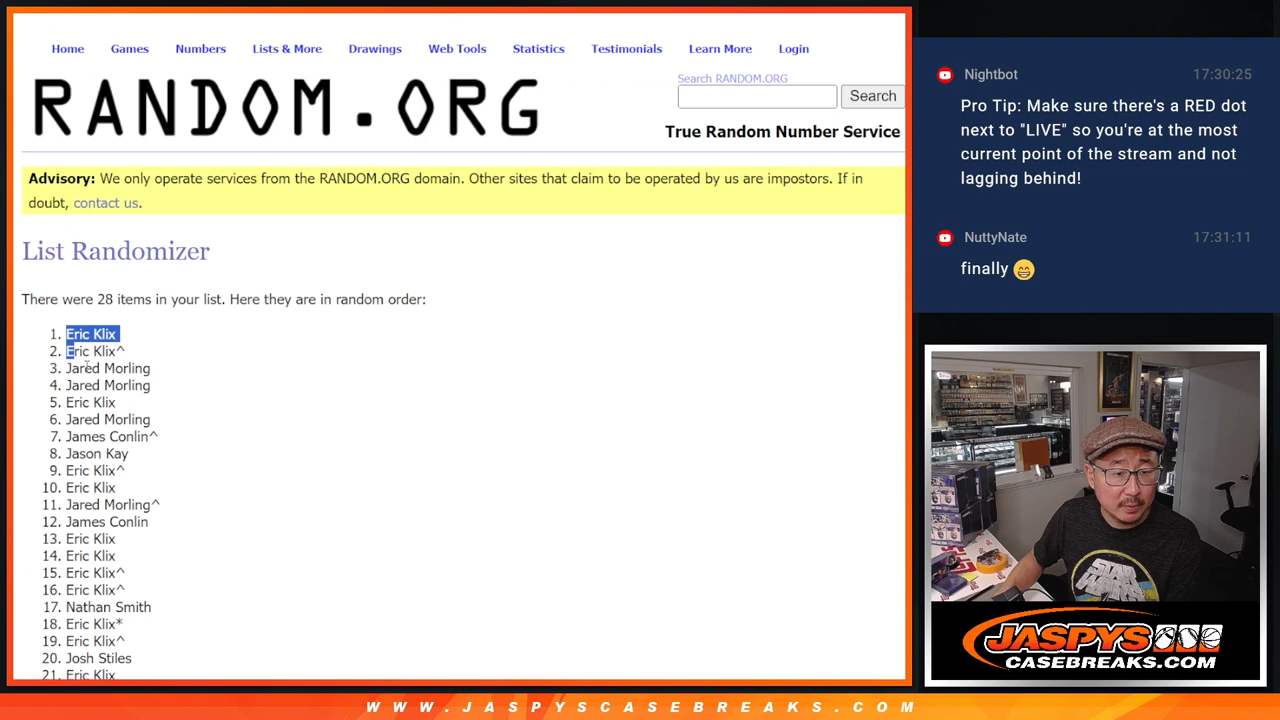 Home Games Numbers Lists & More Drawings Web Tools Statistics Testimonials Learn More Login
RANDOM.ORG
Search RANDOM.ORG
Search
True Random Number Service
Advisory: We only operate services from the RANDOM.ORG domain. Other sites that claim to be operated by us are impostors. If in
doubt, contact us.
List Randomizer
There were 28 items in your list. Here they are in random order:
1. Eric Klix
2. Eric Klix^
3. Jared Morling
4. Jared Morling
5. Eric Klix
6. Jared Morling
7. James Conlin^
8. Jason Kay
9. Eric Klix^
10. Eric Klix
11. Jared Morling^
12. James Conlin
13. Eric Klix
14. Eric Klix
15. Eric Klix^
16. Eric Klix^
17. Nathan Smith
18. Eric Klix*
19. Eric Klix^
20. Josh Stiles
21. Eric Klix
Nightbot 17:30:25
Pro Tip: Make sure there's a RED dot
next to "LIVE" so you're at the most
current point of the stream and not
lagging behind!
NuttyNate 17:31:11
finally 😁
STAR
WARS
JASPYS
CASEBREAKS.COM
WWW.JASPYSCASEBREAKS.COM